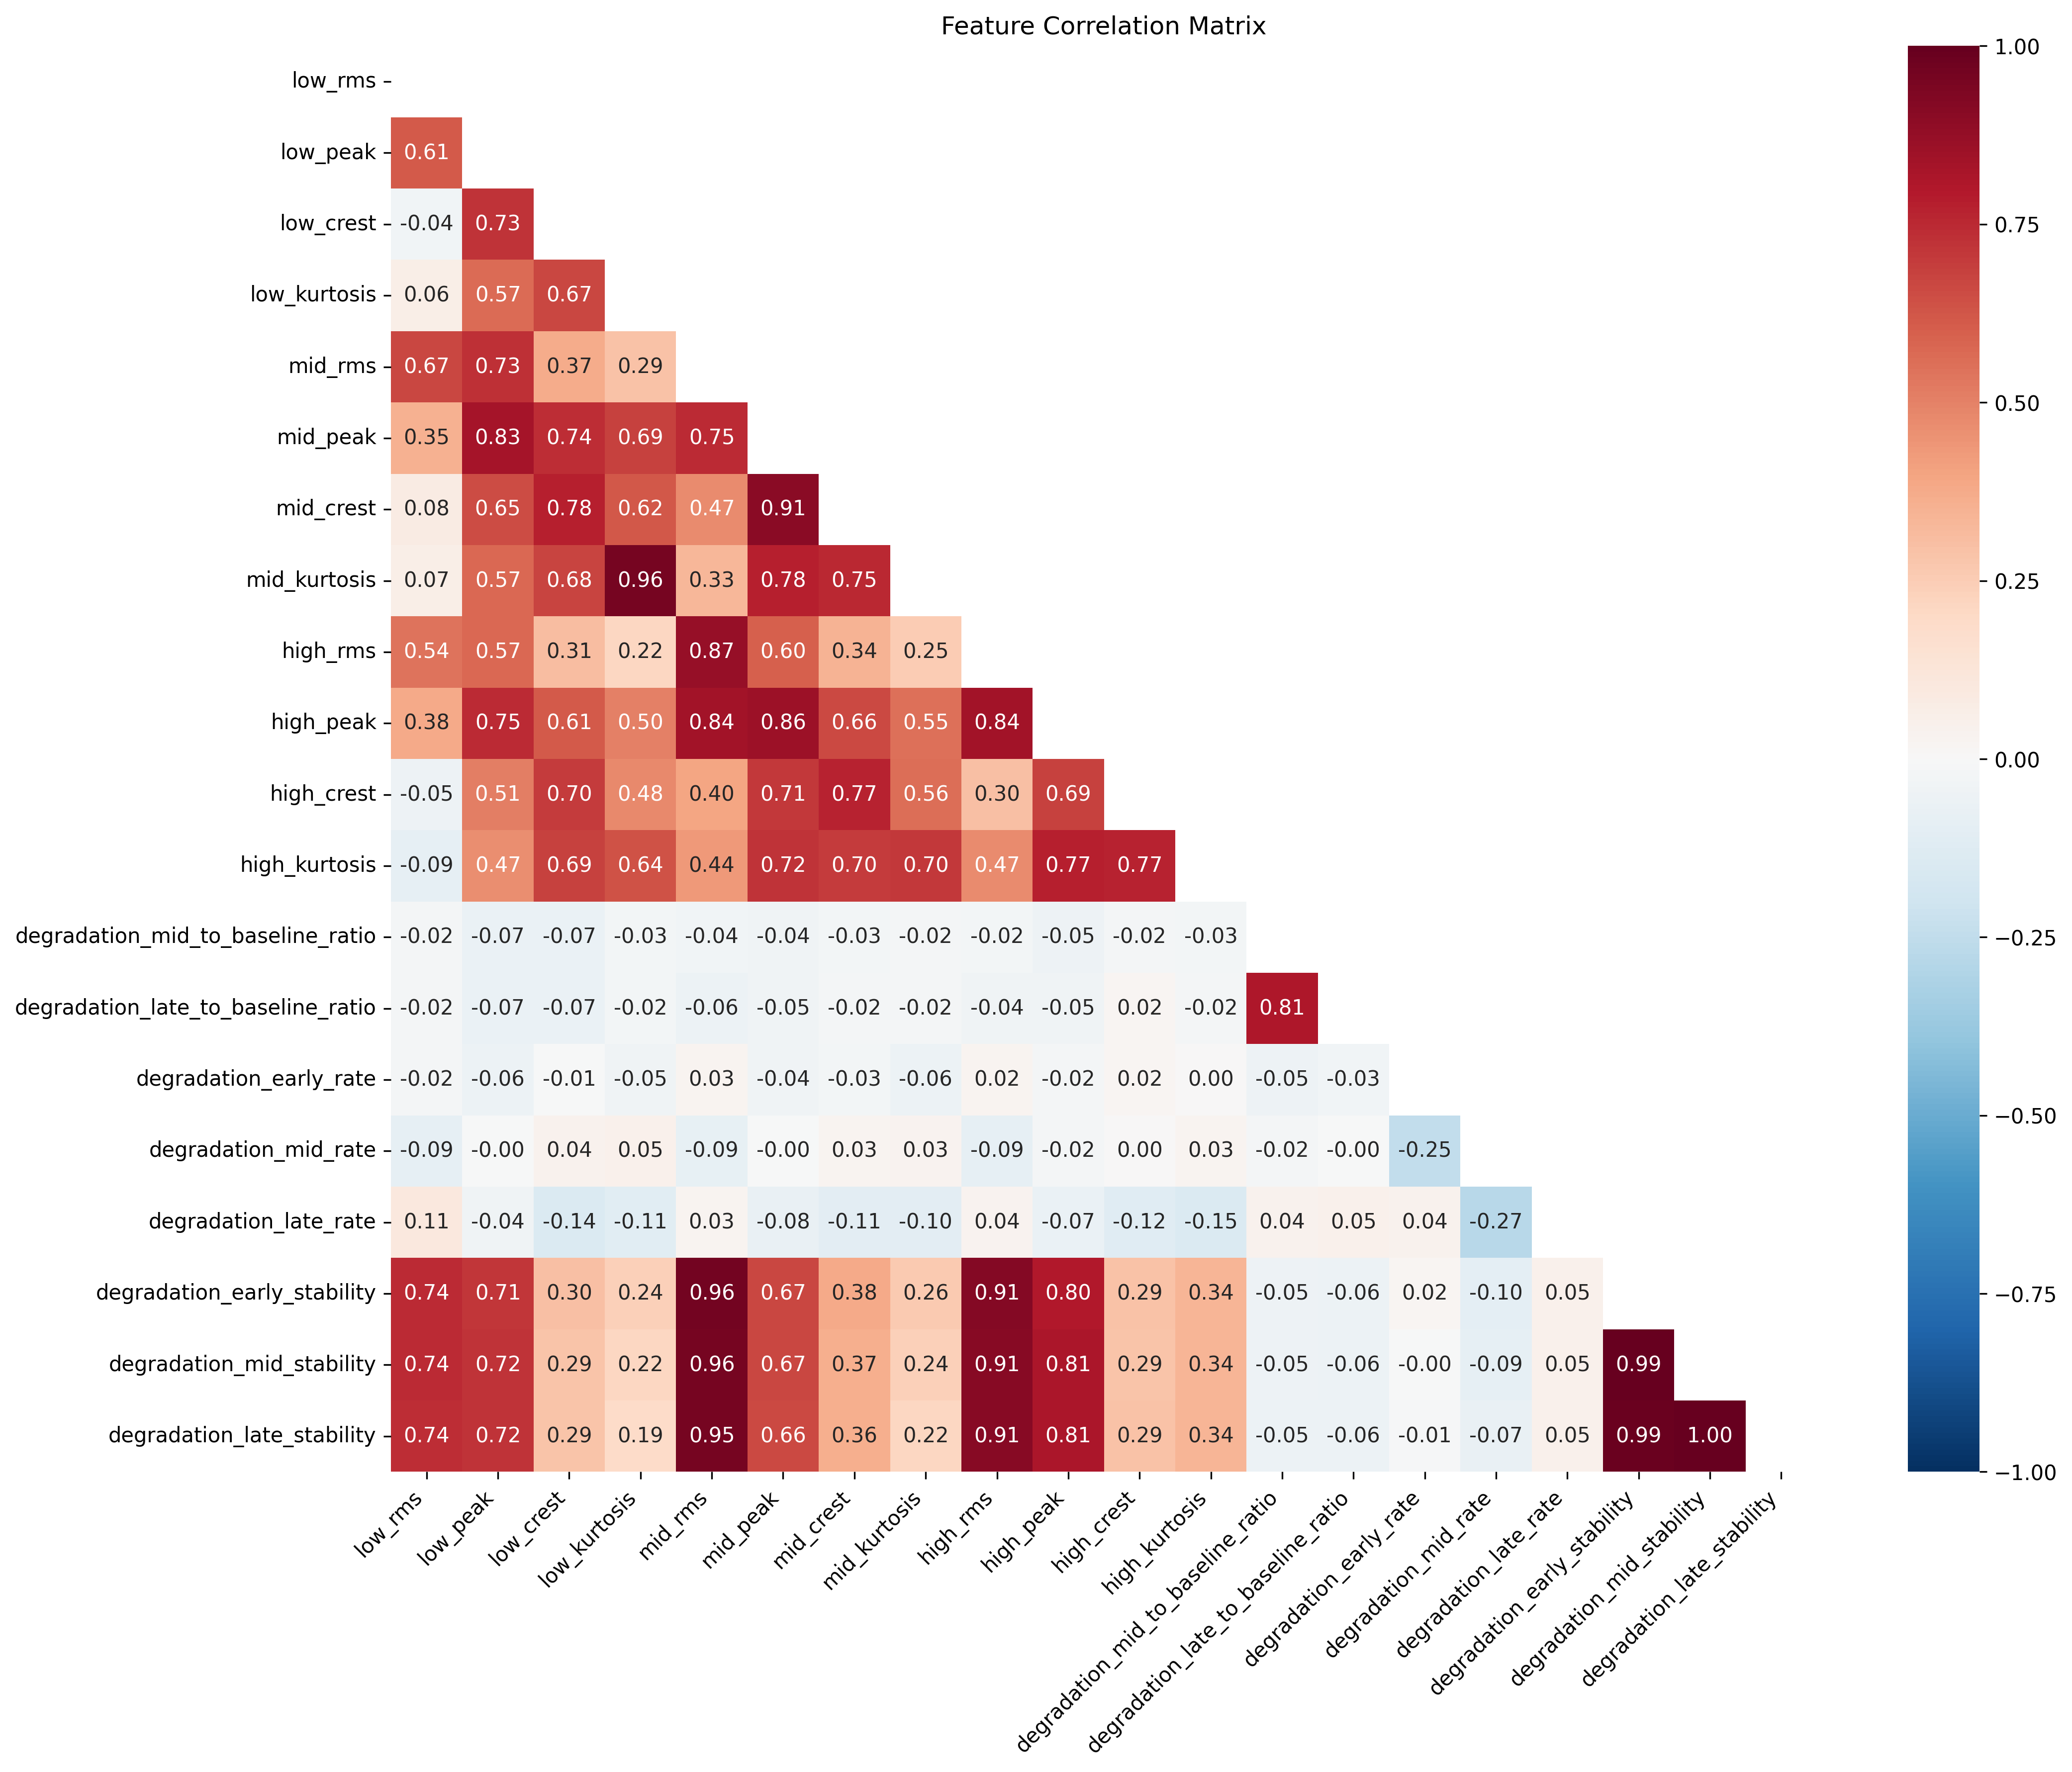 Feature Correlation Matrix
low_rms
low_peak 0.61
low_crest -0.04 0.73
low_kurtosis 0.06 0.57 0.67
mid_rms 0.67 0.73 0.37 0.29
mid_peak 0.35 0.83 0.74 0.69 0.75
mid_crest 0.08 0.65 0.78 0.62 0.47 0.91
mid_kurtosis 0.07 0.57 0.68 0.96 0.33 0.78 0.75
high_rms 0.54 0.57 0.31 0.22 0.87 0.60 0.34 0.25
high_peak 0.38 0.75 0.61 0.50 0.84 0.86 0.66 0.55 0.84
high_crest -0.05 0.51 0.70 0.48 0.40 0.71 0.77 0.56 0.30 0.69
high_kurtosis -0.09 0.47 0.69 0.64 0.44 0.72 0.70 0.70 0.47 0.77 0.77
degradation_mid_to_baseline_ratio -0.02 -0.07 -0.07 -0.03 -0.04 -0.04 -0.03 -0.02 -0.02 -0.05 -0.02 -0.03
degradation_late_to_baseline_ratio -0.02 -0.07 -0.07 -0.02 -0.06 -0.05 -0.02 -0.02 -0.04 -0.05 0.02 -0.02 0.81
degradation_early_rate -0.02 -0.06 -0.01 -0.05 0.03 -0.04 -0.03 -0.06 0.02 -0.02 0.02 0.00 -0.05 -0.03
degradation_mid_rate -0.09 -0.00 0.04 0.05 -0.09 -0.00 0.03 0.03 -0.09 -0.02 0.00 0.03 -0.02 -0.00 -0.25
degradation_late_rate 0.11 -0.04 -0.14 -0.11 0.03 -0.08 -0.11 -0.10 0.04 -0.07 -0.12 -0.15 0.04 0.05 0.04 -0.27
degradation_early_stability 0.74 0.71 0.30 0.24 0.96 0.67 0.38 0.26 0.91 0.80 0.29 0.34 -0.05 -0.06 0.02 -0.10 0.05
degradation_mid_stability 0.74 0.72 0.29 0.22 0.96 0.67 0.37 0.24 0.91 0.81 0.29 0.34 -0.05 -0.06 -0.00 -0.09 0.05 0.99
degradation_late_stability 0.74 0.72 0.29 0.19 0.95 0.66 0.36 0.22 0.91 0.81 0.29 0.34 -0.05 -0.06 -0.01 -0.07 0.05 0.99 1.00
low_rms
low_peak
low_crest
low_kurtosis
mid_rms
mid_peak
mid_crest
mid_kurtosis
high_rms
high_peak
high_crest
high_kurtosis
degradation_mid_to_baseline_ratio
degradation_late_to_baseline_ratio
degradation_early_rate
degradation_mid_rate
degradation_late_rate
degradation_early_stability
degradation_mid_stability
degradation_late_stability
1.00
0.75
0.50
0.25
0.00
−0.25
−0.50
−0.75
−1.00